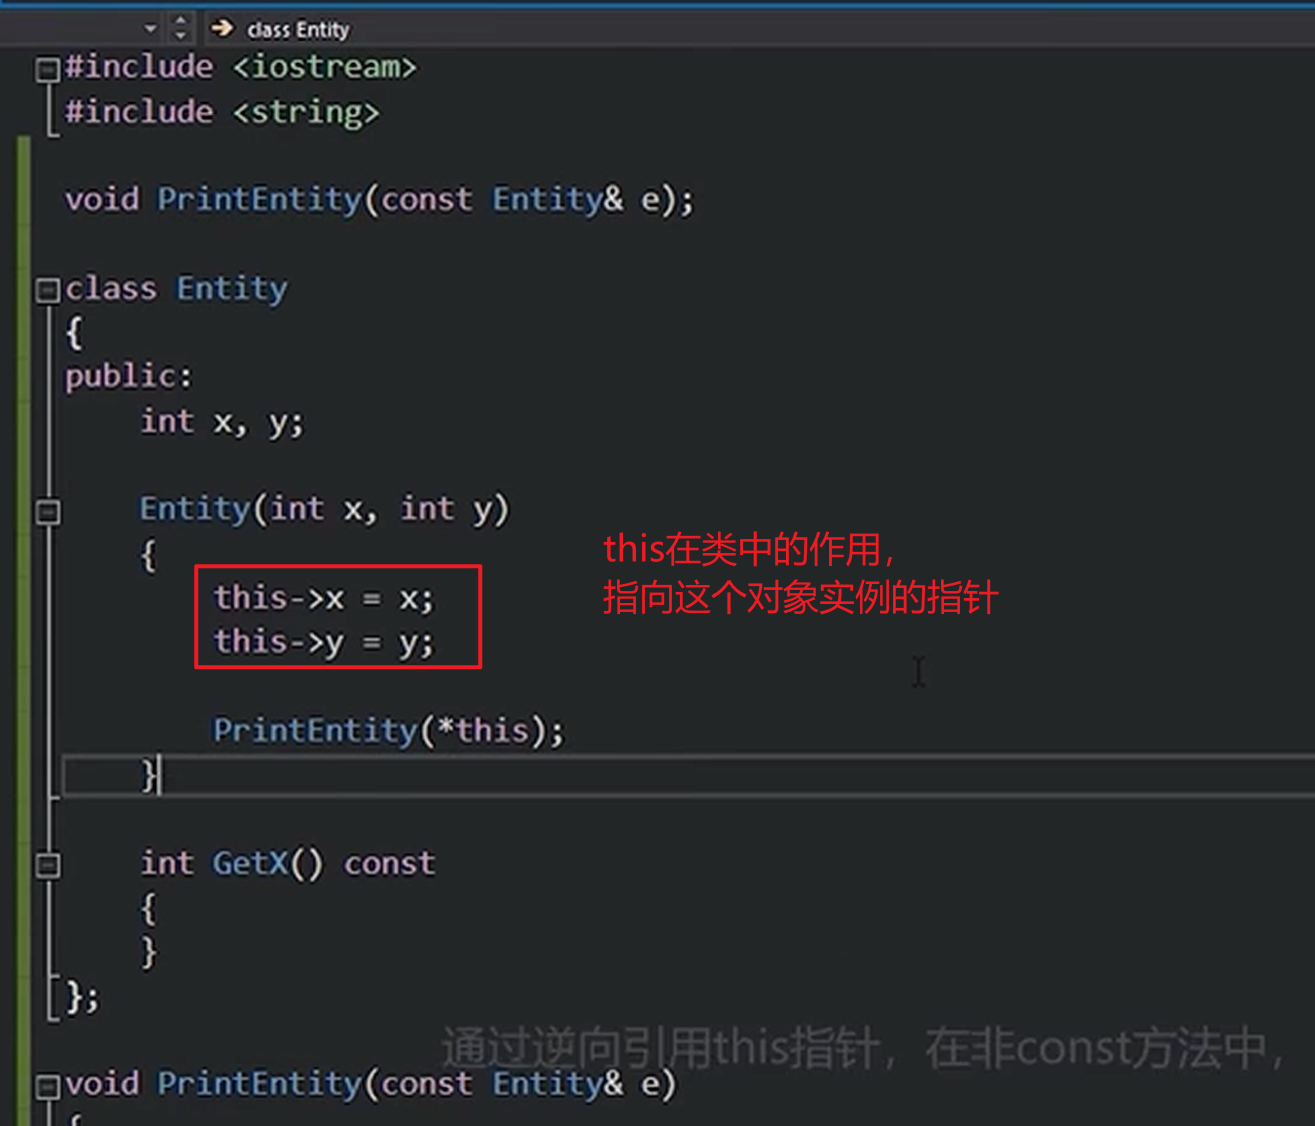 class Entity
#include <iostream>
#include <string>
void PrintEntity(const Entity& e);
class Entity
{
public:
    int x, y;
    Entity(int x, int y)
    {
        this->x = x;
        this->y = y;
this在类中的作用，
指向这个对象实例的指针
        PrintEntity(*this);
    }
    int GetX() const
    {
    }
};
通过逆向引用this指针，在非const方法中，
void PrintEntity(const Entity& e)
{